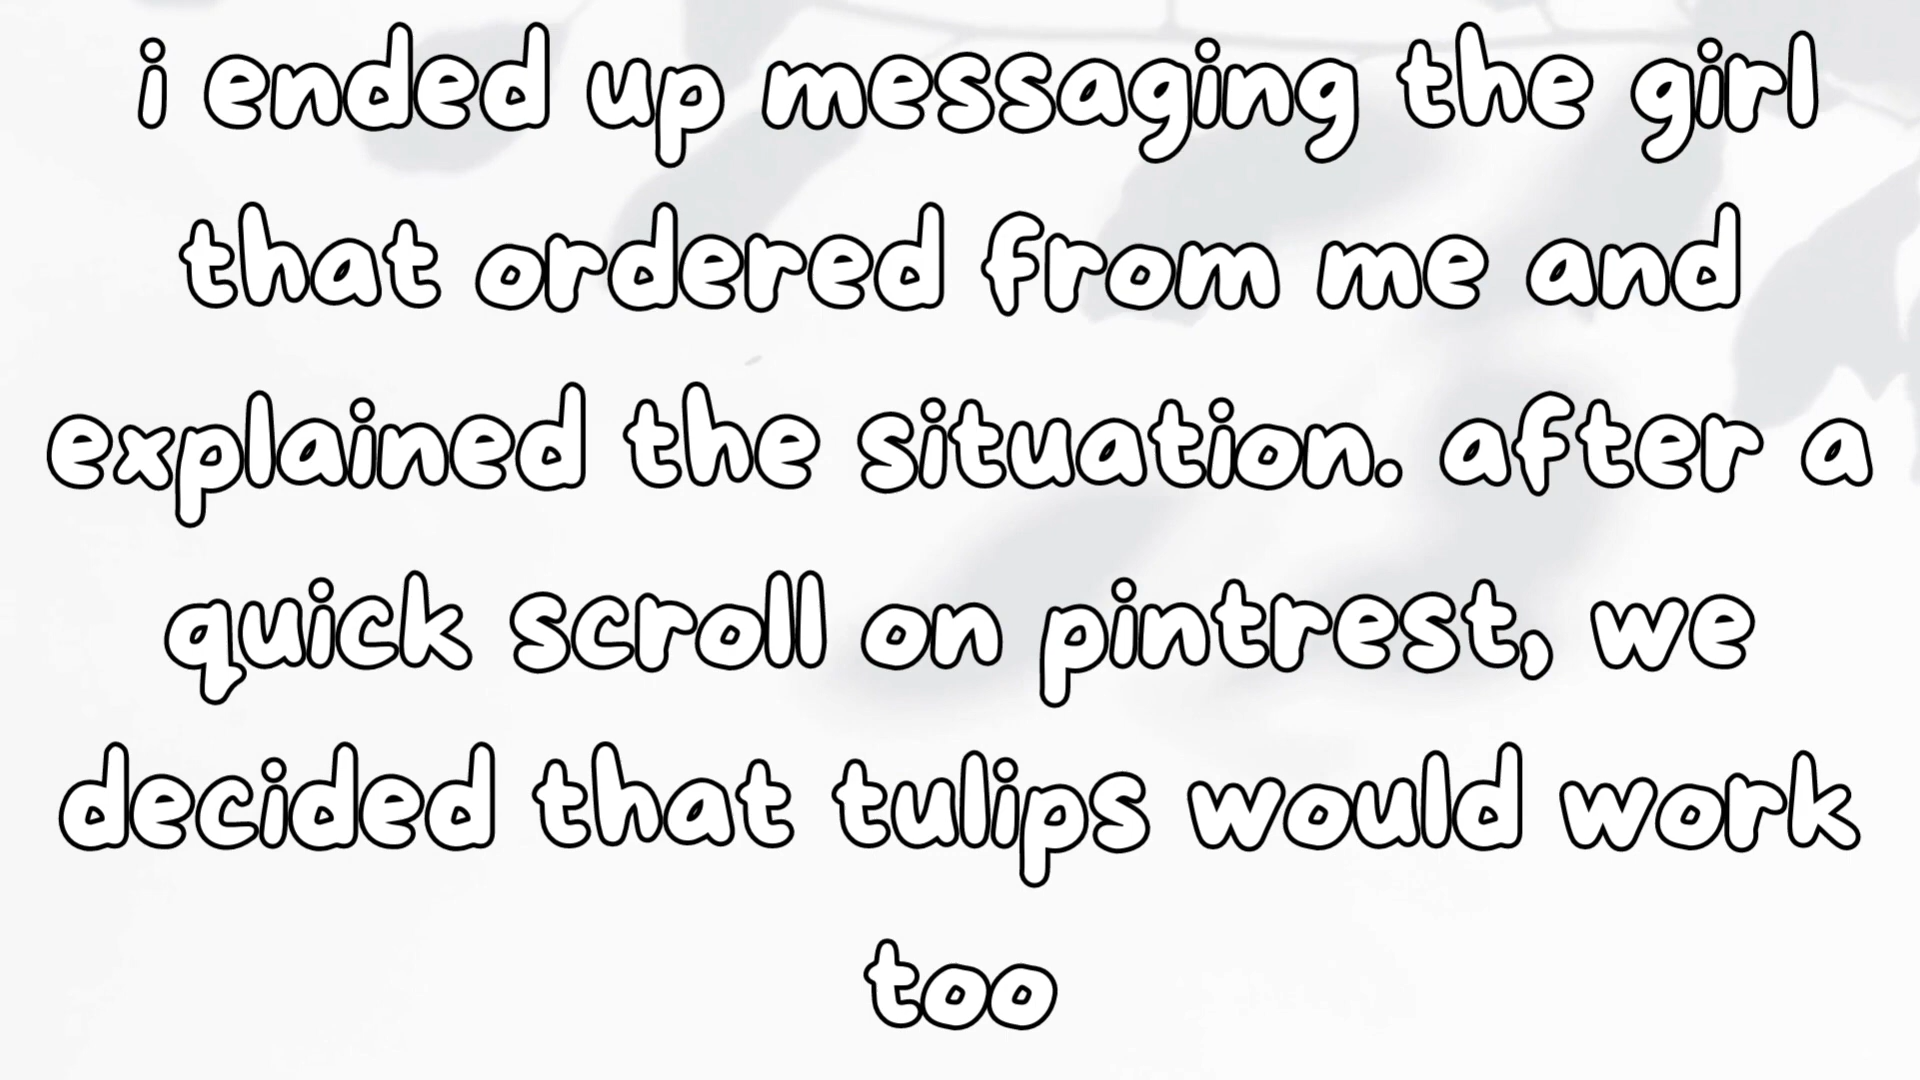 i ended up messaging the girl
that ordered from me and
explained the situation. after a
quick scroll on pintrest, we
decided that tulips would work
too